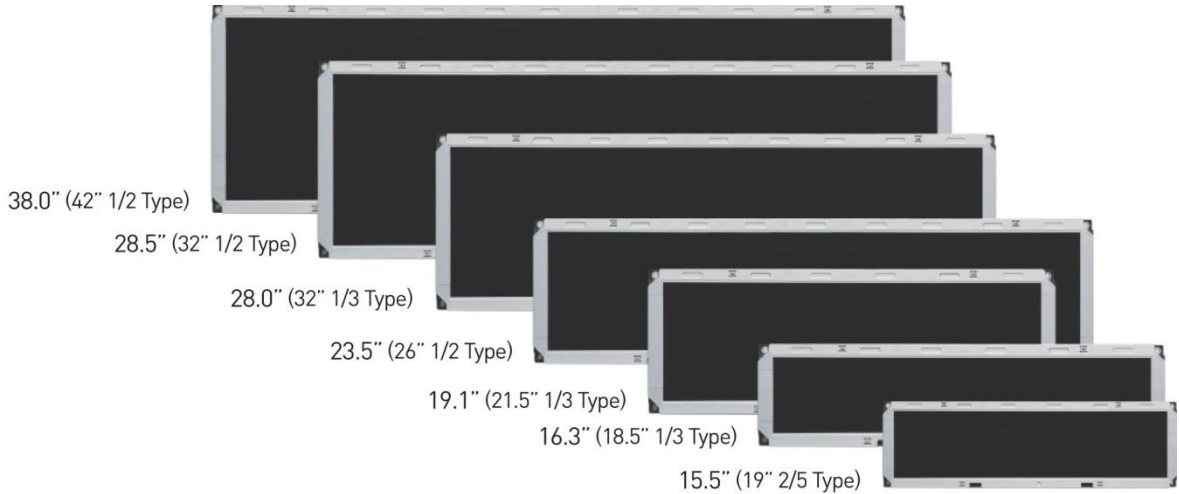 38.0” (42” 1/2 Type)
28.5” (32” 1/2 Type)
28.0” (32” 1/3 Type)
23.5” (26” 1/2 Type)
19.1” (21.5” 1/3 Type)
16.3” (18.5” 1/3 Type)
15.5” (19” 2/5 Type)